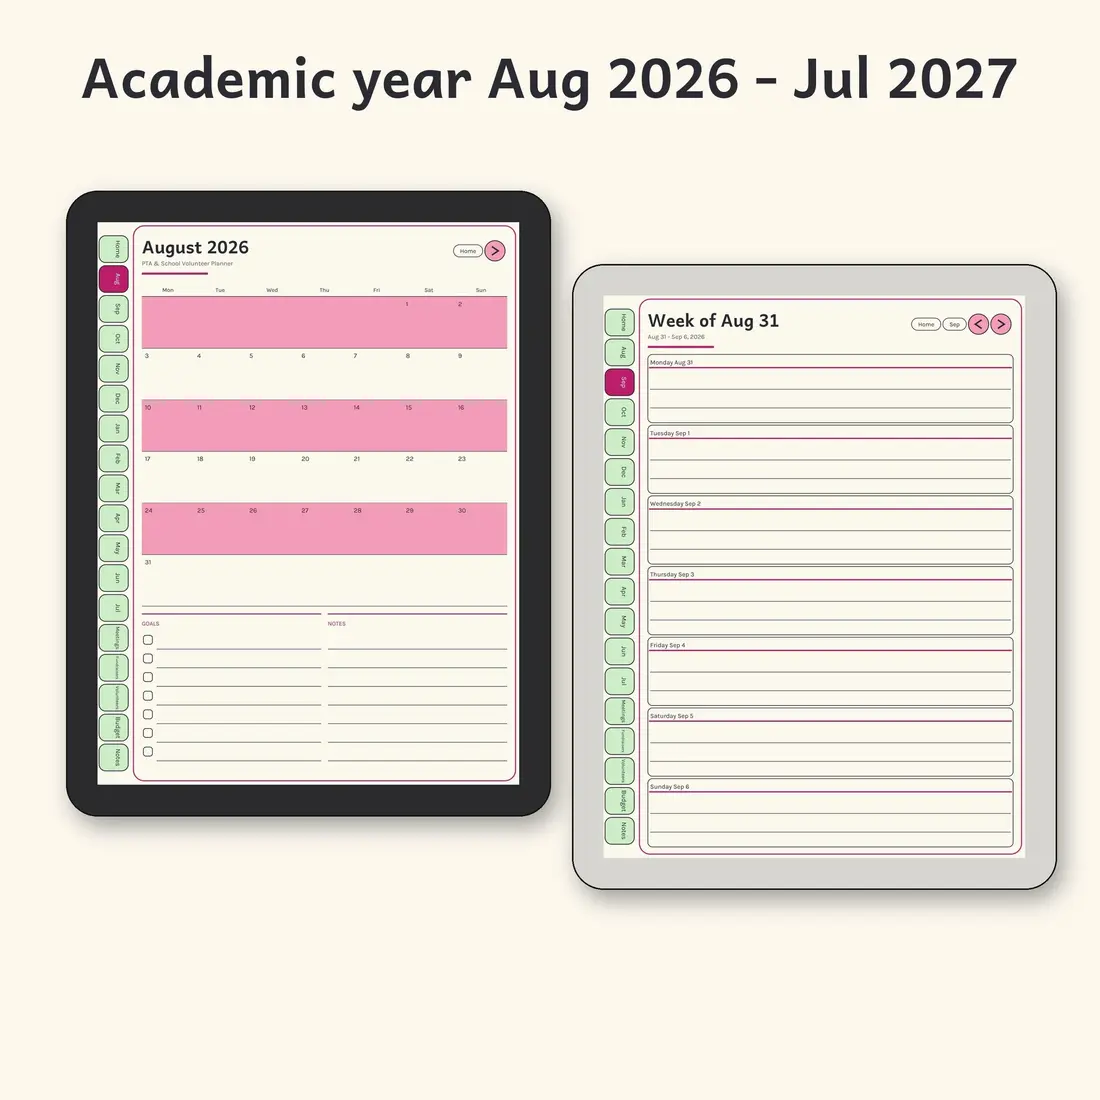 Academic year Aug 2026 – Jul 2027
August 2026
PTA & School Volunteer Planner
Home >
Mon Tue Wed Thu Fri Sat Sun
1 2
3 4 5 6 7 8 9
10 11 12 13 14 15 16
17 18 19 20 21 22 23
24 25 26 27 28 29 30
31
GOALS NOTES
Home
Aug
Sep
Oct
Nov
Dec
Jan
Feb
Mar
Apr
May
Jun
Jul
Meetings
Fundraisers
Volunteers
Budget
Notes
Week of Aug 31
Aug 31 - Sep 6, 2026
Home Sep < >
Monday Aug 31
Tuesday Sep 1
Wednesday Sep 2
Thursday Sep 3
Friday Sep 4
Saturday Sep 5
Sunday Sep 6
Home
Aug
Sep
Oct
Nov
Dec
Jan
Feb
Mar
Apr
May
Jun
Jul
Meetings
Fundraisers
Volunteers
Budget
Notes